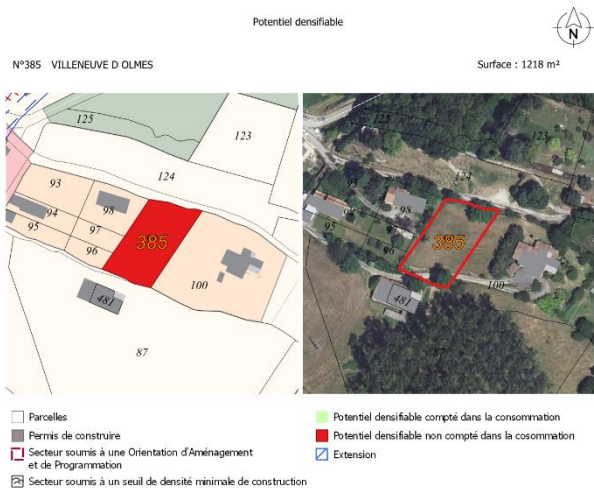 Potentiel densifiable
N
N°385 VILLENEUVE D OLMES
Surface : 1218 m²
125
123
124
93
98
94
97
95
96
385
100
481
87
125
123
124
93
98
97
95
96
385
100
481
87
Parcelles
Permis de construire
Secteur soumis à une Orientation d'Aménagement
et de Programmation
Secteur soumis à un seuil de densité minimale de construction
Potentiel densifiable compté dans la consommation
Potentiel densifiable non compté dans la cosommation
Extension